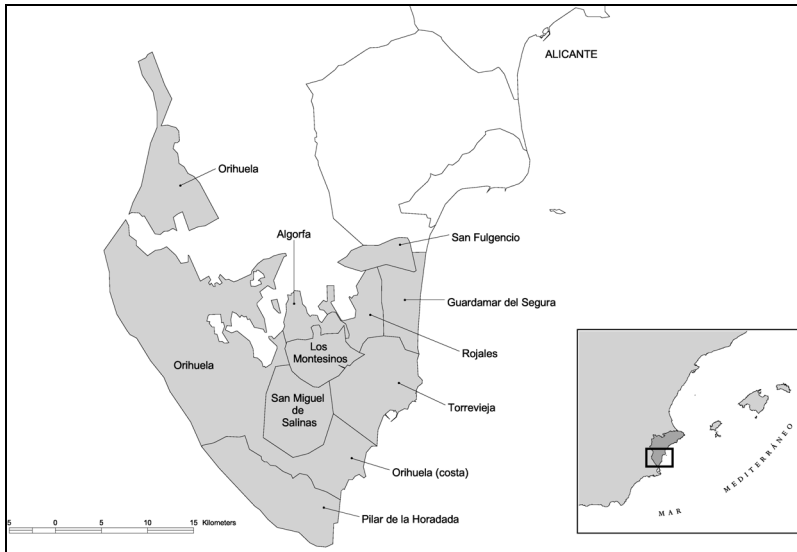 ALICANTE
Orihuela
Algorfa
San Fulgencio
Guardamar del Segura
Los
Montesinos
Rojales
Orihuela
San Miguel
de
Salinas
Torrevieja
Orihuela (costa)
Pilar de la Horadada
5 0 5 10 15 Kilometers
MAR
MEDITERRÁNEO